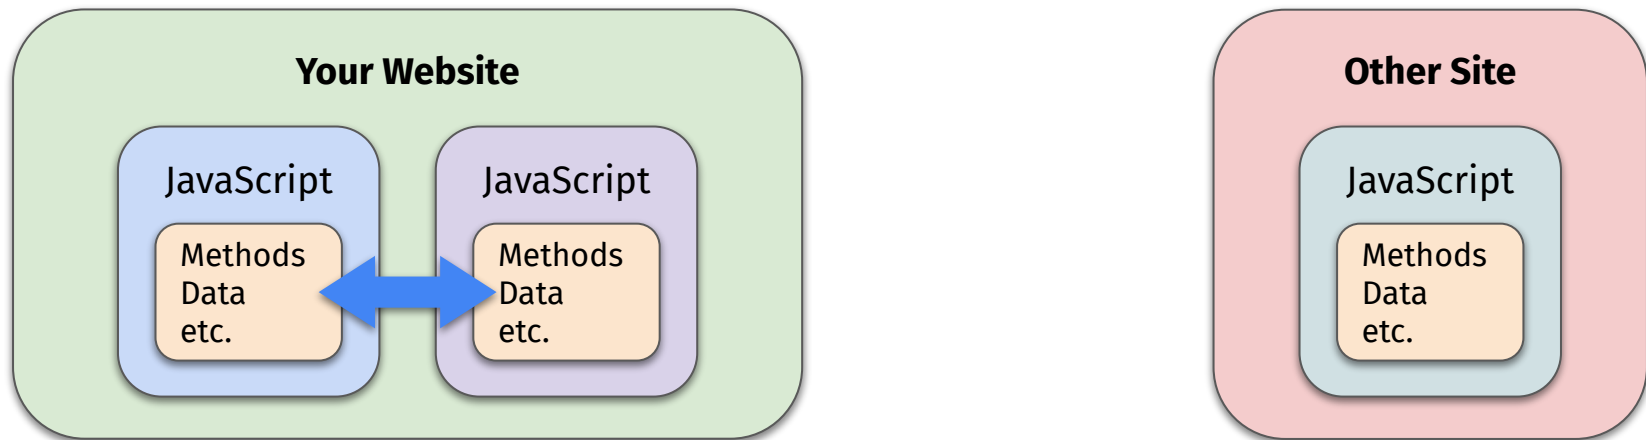 Your Website
JavaScript
Methods
Data
etc.
JavaScript
Methods
Data
etc.
Other Site
JavaScript
Methods
Data
etc.